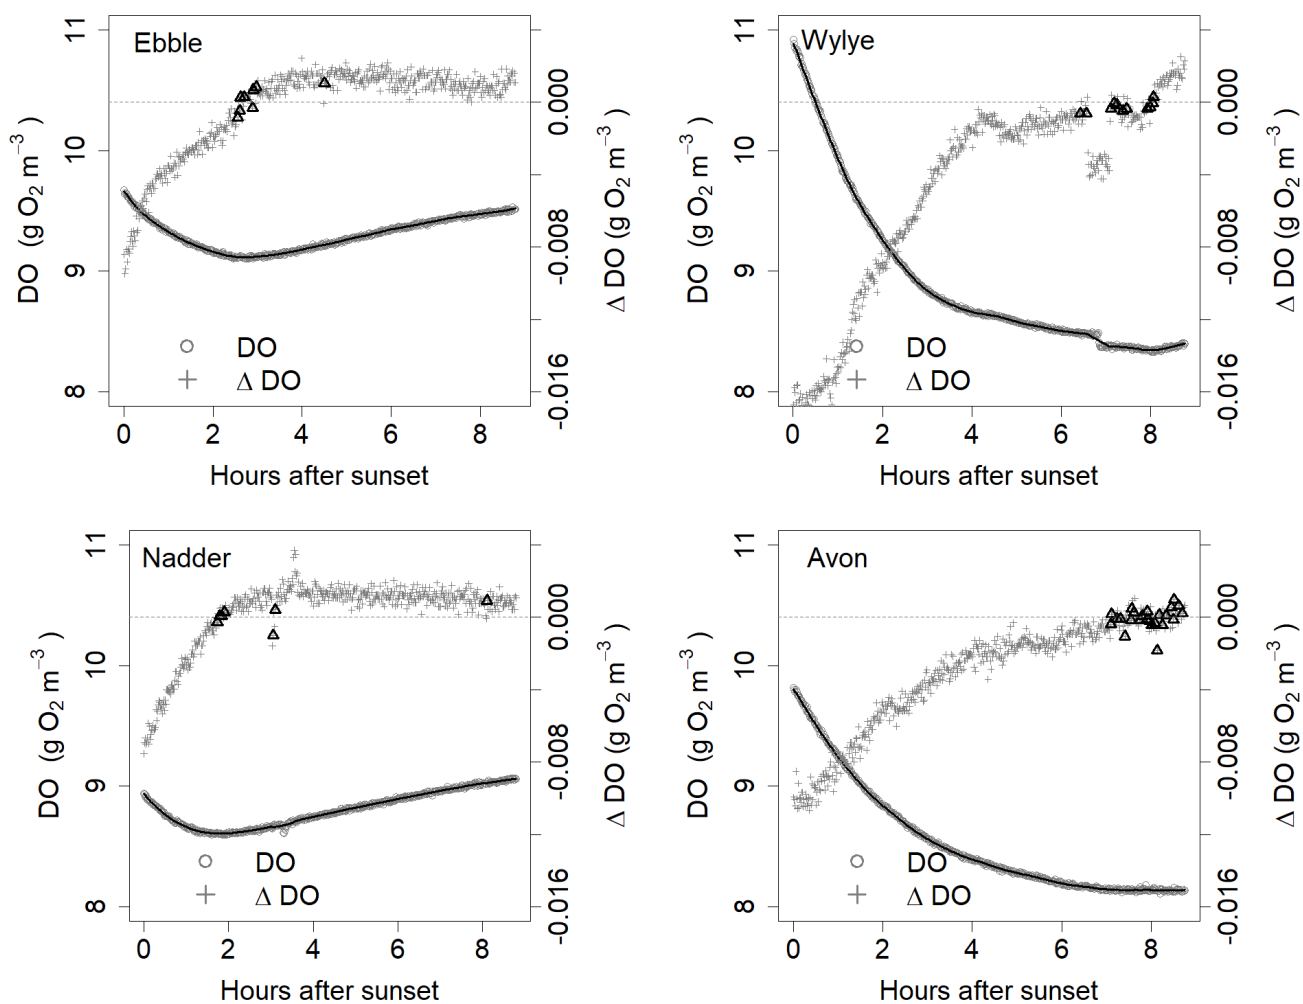 Ebble
11
10
9
8
DO (g O₂ m⁻³ )
0.000
-0.008
-0.016
Δ DO (g O₂ m⁻³ )
DO
Δ DO
0 2 4 6 8
Hours after sunset
Wylye
11
10
9
8
DO (g O₂ m⁻³ )
0.000
-0.008
-0.016
Δ DO (g O₂ m⁻³ )
DO
Δ DO
0 2 4 6 8
Hours after sunset
Nadder
11
10
9
8
DO (g O₂ m⁻³ )
0.000
-0.008
-0.016
Δ DO (g O₂ m⁻³ )
DO
Δ DO
0 2 4 6 8
Hours after sunset
Avon
11
10
9
8
DO (g O₂ m⁻³ )
0.000
-0.008
-0.016
Δ DO (g O₂ m⁻³ )
DO
Δ DO
0 2 4 6 8
Hours after sunset